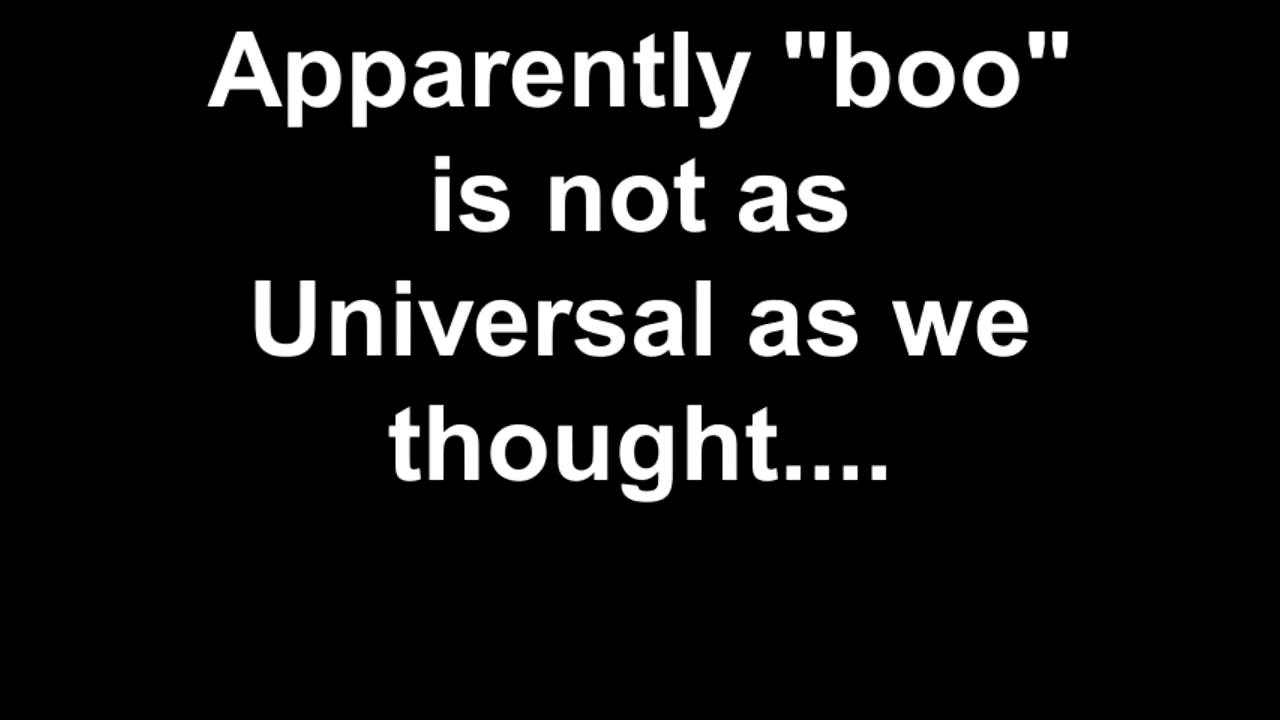 Apparently "boo"
is not as
Universal as we
thought....